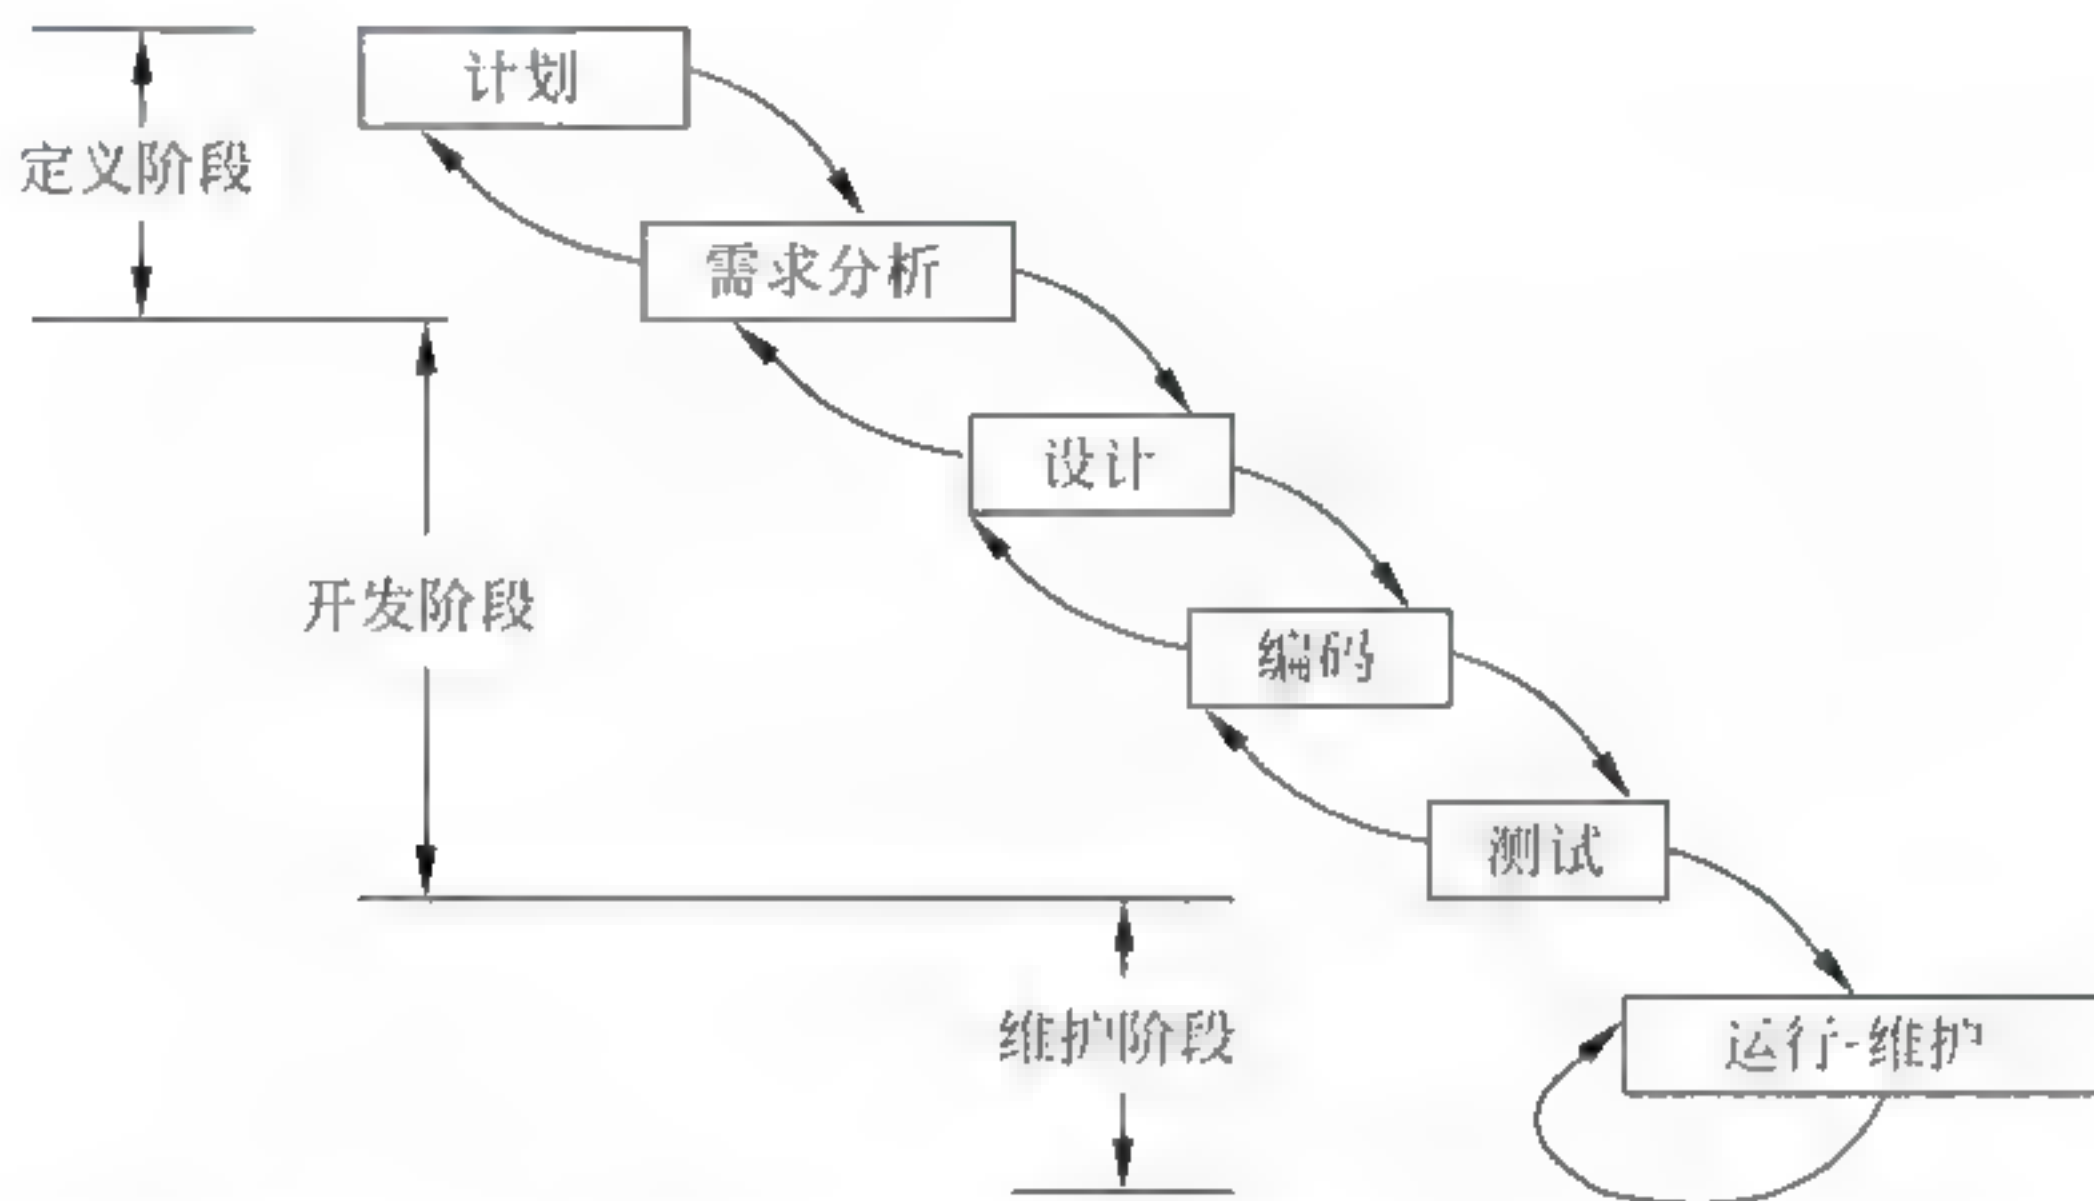 计划
定义阶段
需求分析
设计
开发阶段
编码
测试
维护阶段
运行-维护